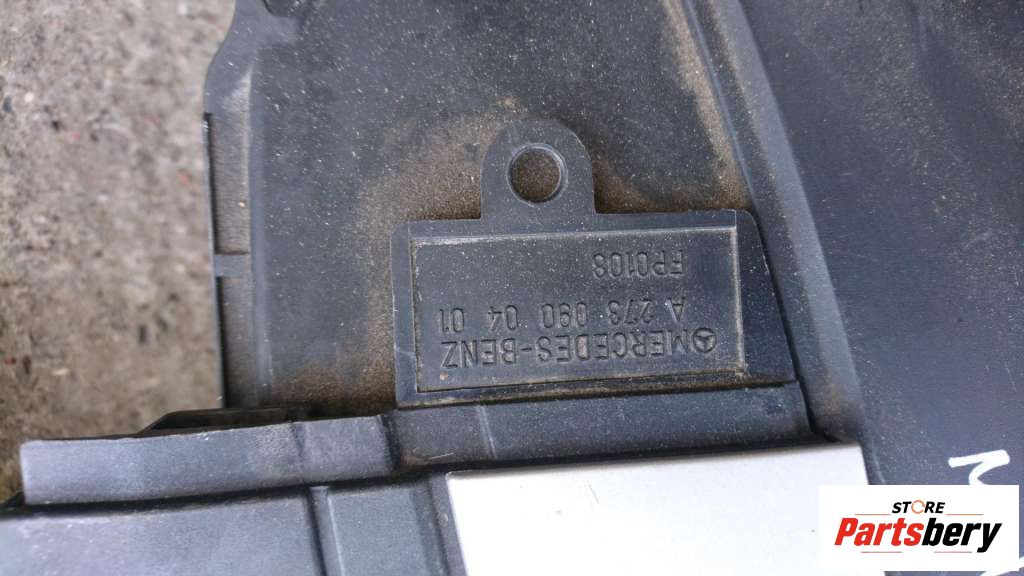 MERCEDES-BENZ
A 273 090 04 01
FP0108
STORE
Partsbery